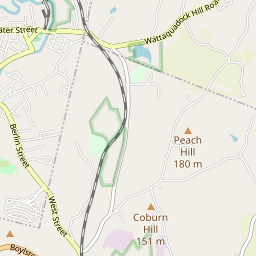 ater Street
Wattaquadock Hill Road
Berlin Street
Peach
Hill
180 m
West Street
Coburn
Hill
151 m
Boylst